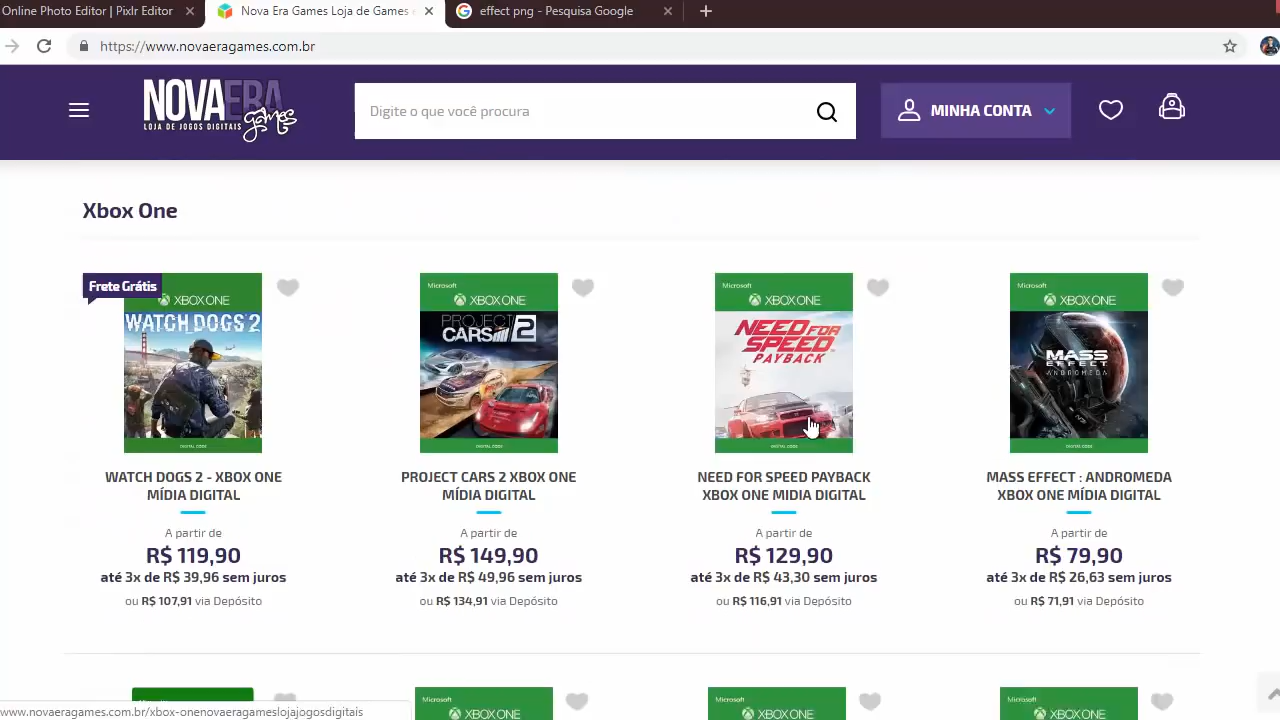 Online Photo Editor | Pixlr Editor
Nova Era Games Loja de Games e
effect png - Pesquisa Google
https://www.novaeragames.com.br
NOVAERA
games
LOJA DE JOGOS DIGITAIS
Digite o que você procura
MINHA CONTA
Xbox One
Frete Grátis
XBOX ONE
WATCH DOGS 2
DIGITAL CODE
Microsoft
XBOX ONE
PROJECT
CARS 2
DIGITAL CODE
Microsoft
XBOX ONE
NEED FOR
SPEED
PAYBACK
DIGITAL CODE
Microsoft
XBOX ONE
MASS
EFFECT
ANDROMEDA
DIGITAL CODE
WATCH DOGS 2 - XBOX ONE
MÍDIA DIGITAL
A partir de
R$ 119,90
até 3x de R$ 39,96 sem juros
ou R$ 107,91 via Depósito
PROJECT CARS 2 XBOX ONE
MÍDIA DIGITAL
A partir de
R$ 149,90
até 3x de R$ 49,96 sem juros
ou R$ 134,91 via Depósito
NEED FOR SPEED PAYBACK
XBOX ONE MIDIA DIGITAL
A partir de
R$ 129,90
até 3x de R$ 43,30 sem juros
ou R$ 116,91 via Depósito
MASS EFFECT : ANDROMEDA
XBOX ONE MÍDIA DIGITAL
A partir de
R$ 79,90
até 3x de R$ 26,63 sem juros
ou R$ 71,91 via Depósito
Microsoft
XBOX ONE
Microsoft
XBOX ONE
Microsoft
XBOX ONE
www.novaeragames.com.br/xbox-onenovaeragameslojajogosdigitais